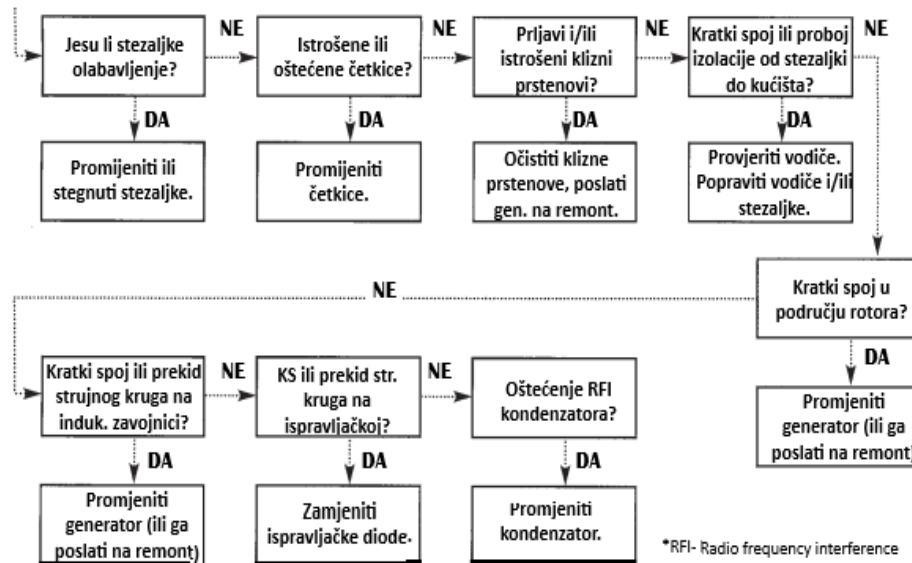 Jesu li stezaljke
olabavljenje?
NE
Istrošene ili
oštećene četkice?
NE
Prljavi i/ili
istrošeni klizni
prstenovi?
NE
Kratki spoj ili proboj
izolacije od stezaljki
do kućišta?
NE
DA
DA
DA
DA
Promijeniti ili
stegnuti stezaljke.
Promijeniti
četkice.
Očistiti klizne
prstenove, poslati
gen. na remont.
Provjeriti vodiče.
Popraviti vodiče i/ili
stezaljke.
NE
Kratki spoj u
području rotora?
DA
Promjeniti
generator (ili ga
poslati na remont)
Kratki spoj ili prekid
strujnog kruga na
induk. zavojnici?
NE
KS ili prekid str.
kruga na
ispravljačkoj?
NE
Oštećenje RFI
kondenzatora?
DA
DA
DA
Promjeniti
generator (ili ga
poslati na remont)
Zamjeniti
ispravljačke diode.
Promjeniti
kondenzator.
*RFI- Radio frequency interference